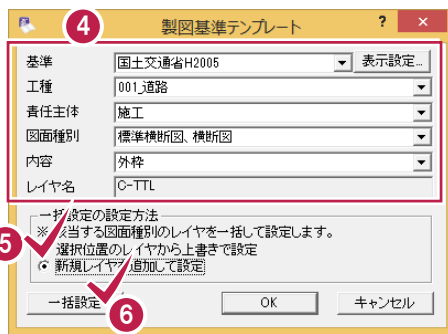 4
製図基準テンプレート
?
×
基準 国土交通省H2005 表示設定...
工種 001_道路
責任主体 施工
図面種別 標準横断図、横断図
内容 外枠
レイヤ名 C-TTL
一括設定の設定方法
※該当する図面種別のレイヤを一括して設定します。
5
選択位置のレイヤから上書きで設定
新規レイヤを追加して設定
一括設定 OK キャンセル
6